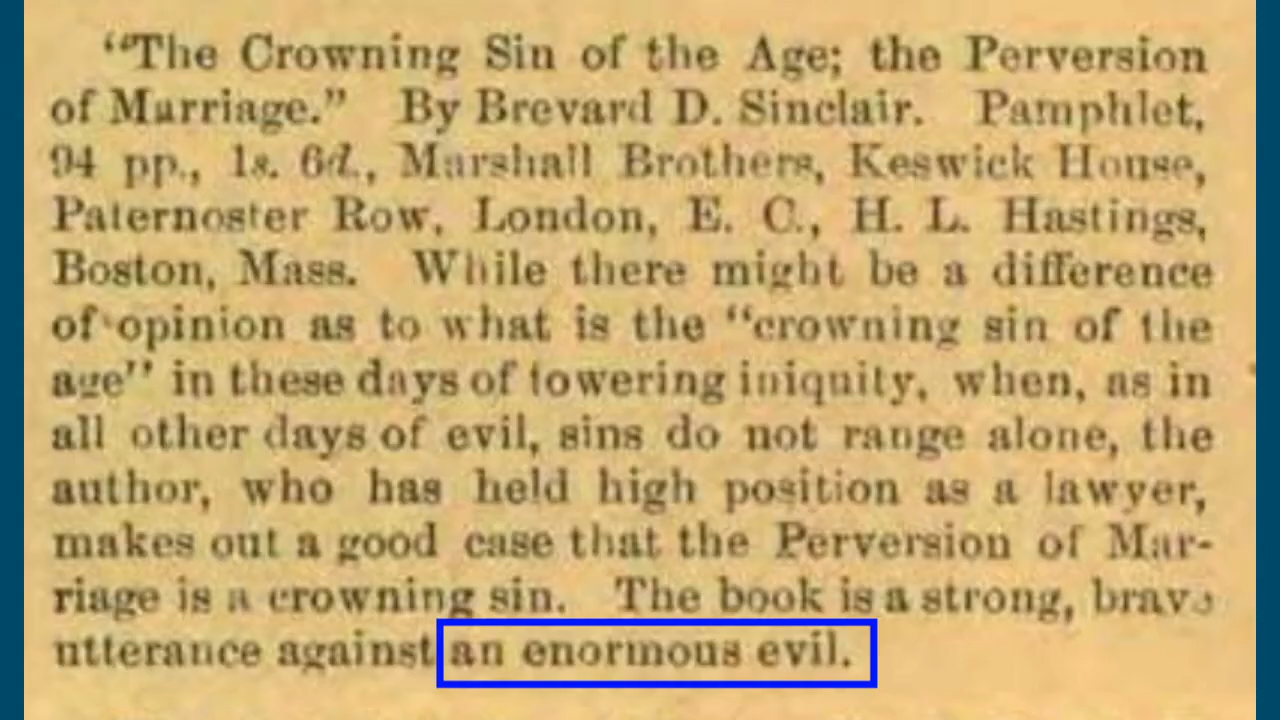 “The Crowning Sin of the Age; the Perversion
of Marriage.” By Brevard D. Sinclair. Pamphlet,
94 pp., 1s. 6d., Marshall Brothers, Keswick House,
Paternoster Row, London, E. C., H. L. Hastings,
Boston, Mass. While there might be a difference
of opinion as to what is the “crowning sin of the
age” in these days of towering iniquity, when, as in
all other days of evil, sins do not range alone, the
author, who has held high position as a lawyer,
makes out a good case that the Perversion of Mar-
riage is a crowning sin. The book is a strong, brave
utterance against an enormous evil.